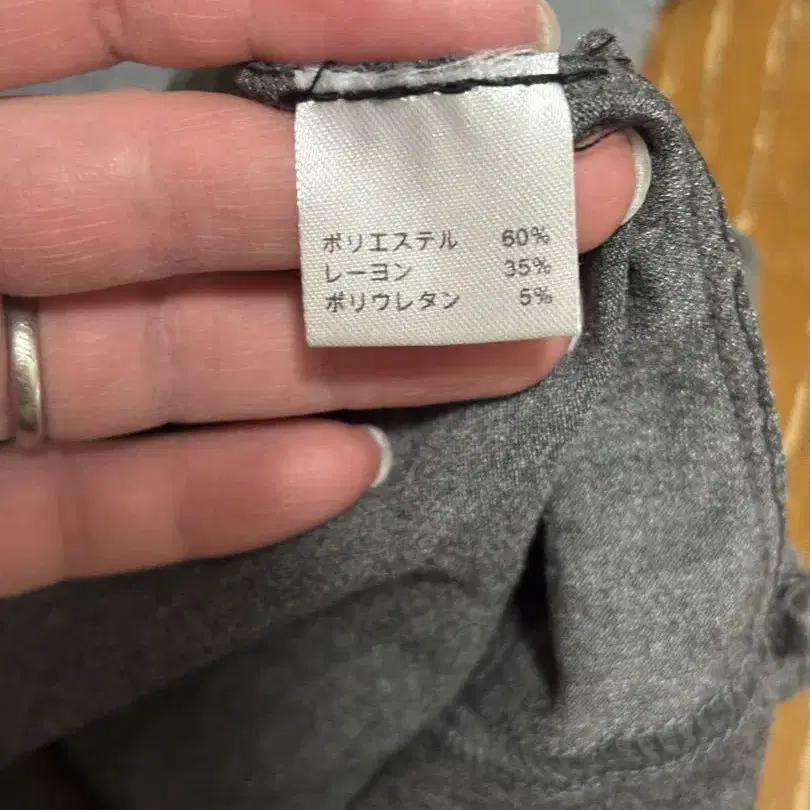 ポリエステル 60%
レーヨン 35%
ポリウレタン 5%